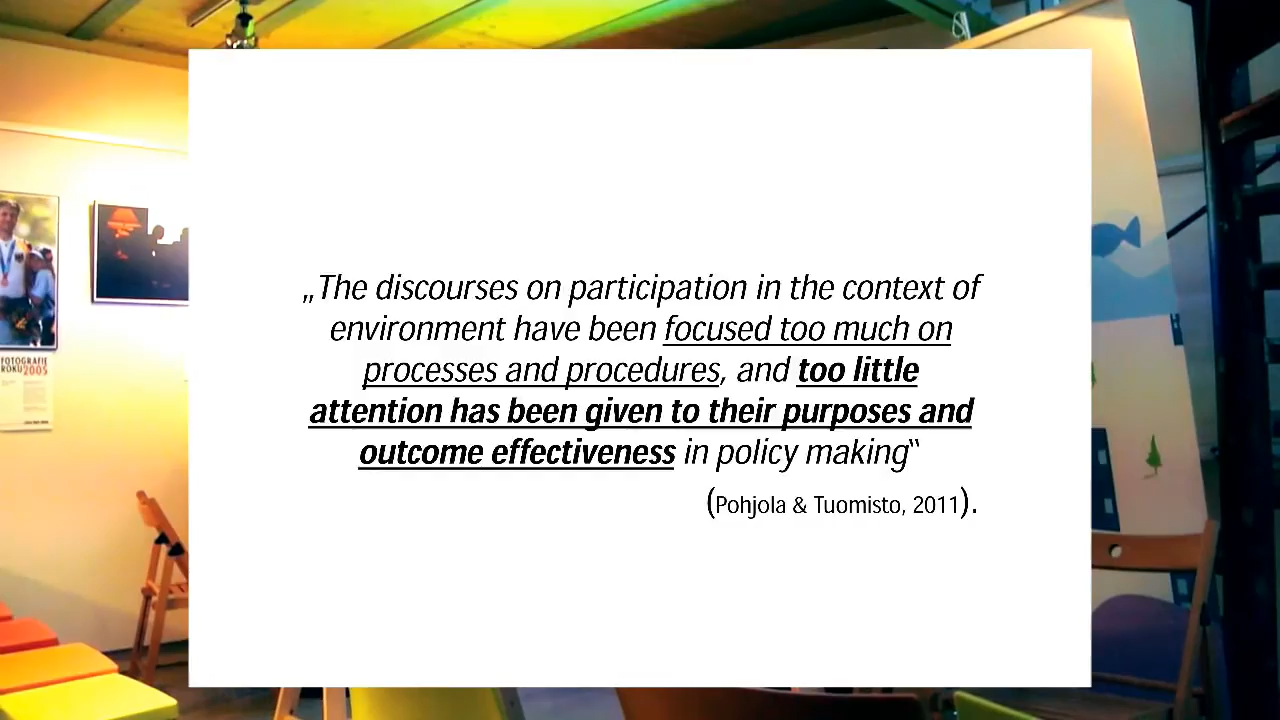 FOTOGRAFIE
ROKU 2005
„The discourses on participation in the context of
environment have been focused too much on
processes and procedures, and too little
attention has been given to their purposes and
outcome effectiveness in policy making“
(Pohjola & Tuomisto, 2011).